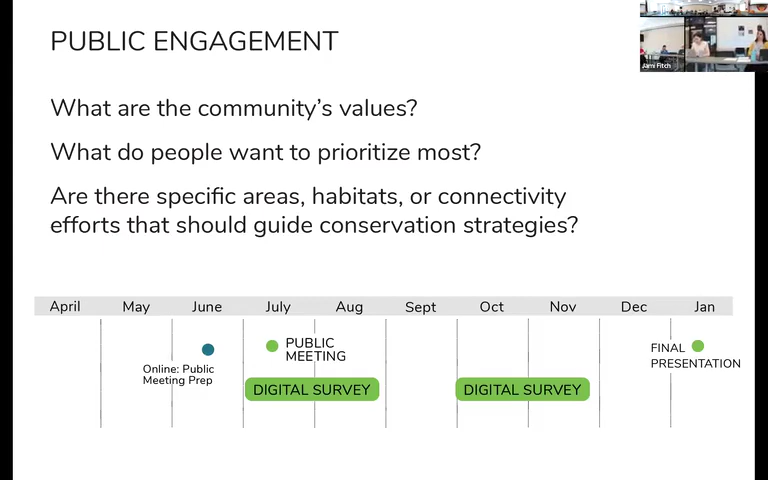 PUBLIC ENGAGEMENT
Jami Fitch
What are the community’s values?
What do people want to prioritize most?
Are there specific areas, habitats, or connectivity
efforts that should guide conservation strategies?
April May June July Aug Sept Oct Nov Dec Jan
Online: Public
Meeting Prep
PUBLIC
MEETING
DIGITAL SURVEY
DIGITAL SURVEY
FINAL
PRESENTATION